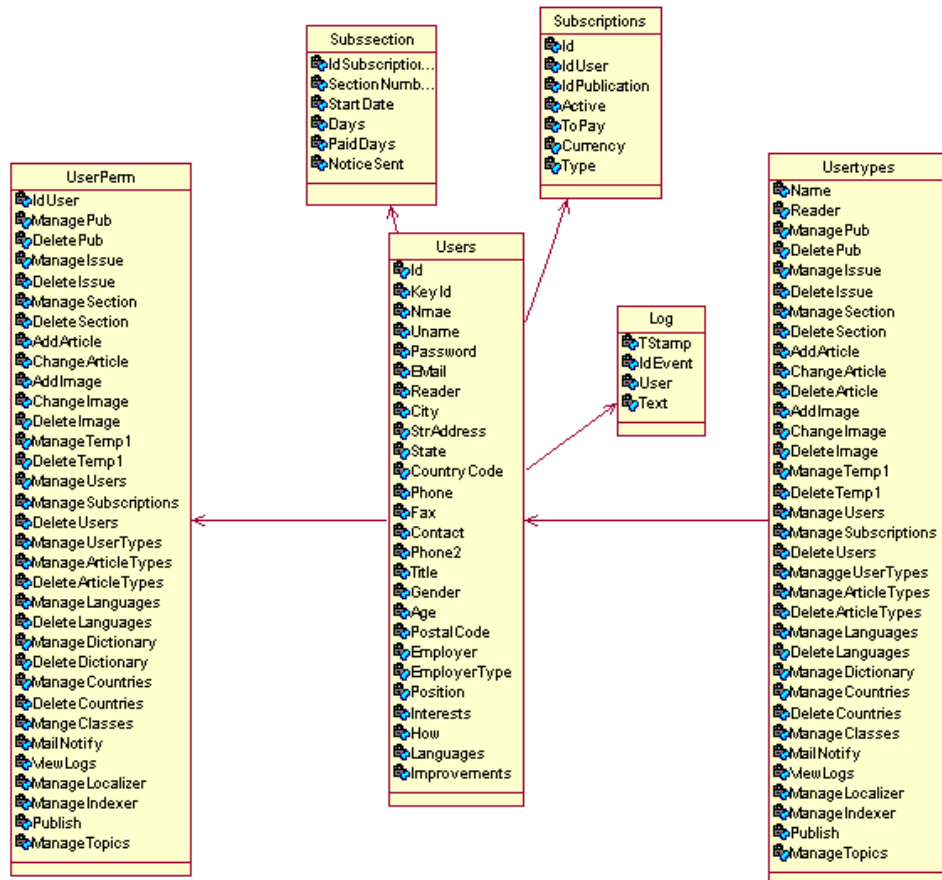 Subssection
IdSubscriptio...
SectionNumb...
StartDate
Days
PaidDays
NoticeSent
Subscriptions
Id
IdUser
IdPublication
Active
ToPay
Currency
Type
UserPerm
IdUser
ManagePub
DeletePub
ManageIssue
DeleteIssue
ManageSection
DeleteSection
AddArticle
ChangeArticle
AddImage
ChangeImage
DeleteImage
ManageTemp1
DeleteTemp1
ManageUsers
ManageSubscriptions
DeleteUsers
ManageUserTypes
ManageArticleTypes
DeleteArticleTypes
ManageLanguages
DeleteLanguages
ManageDictionary
DeleteDictionary
ManageCountries
DeleteCountries
MangeClasses
MailNotify
ViewLogs
ManageLocalizer
ManageIndexer
Publish
ManageTopics
Users
Id
KeyId
Nmae
Uname
Password
EMail
Reader
City
StrAddress
State
CountryCode
Phone
Fax
Contact
Phone2
Title
Gender
Age
PostalCode
Employer
EmployerType
Position
Interests
How
Languages
Improvements
Log
TStamp
IdEvent
User
Text
Usertypes
Name
Reader
ManagePub
DeletePub
ManageIssue
DeleteIssue
ManageSection
DeleteSection
AddArticle
ChangeArticle
DeleteArticle
AddImage
ChangeImage
DeleteImage
ManageTemp1
DeleteTemp1
ManageUsers
ManageSubscriptions
DeleteUsers
ManaggeUserTypes
ManageArticleTypes
DeleteArticleTypes
ManageLanguages
DeleteLanguages
ManageDictionary
ManageCountries
DeleteCountries
ManageClasses
MailNotify
ViewLogs
ManageLocalizer
ManageIndexer
Publish
ManageTopics